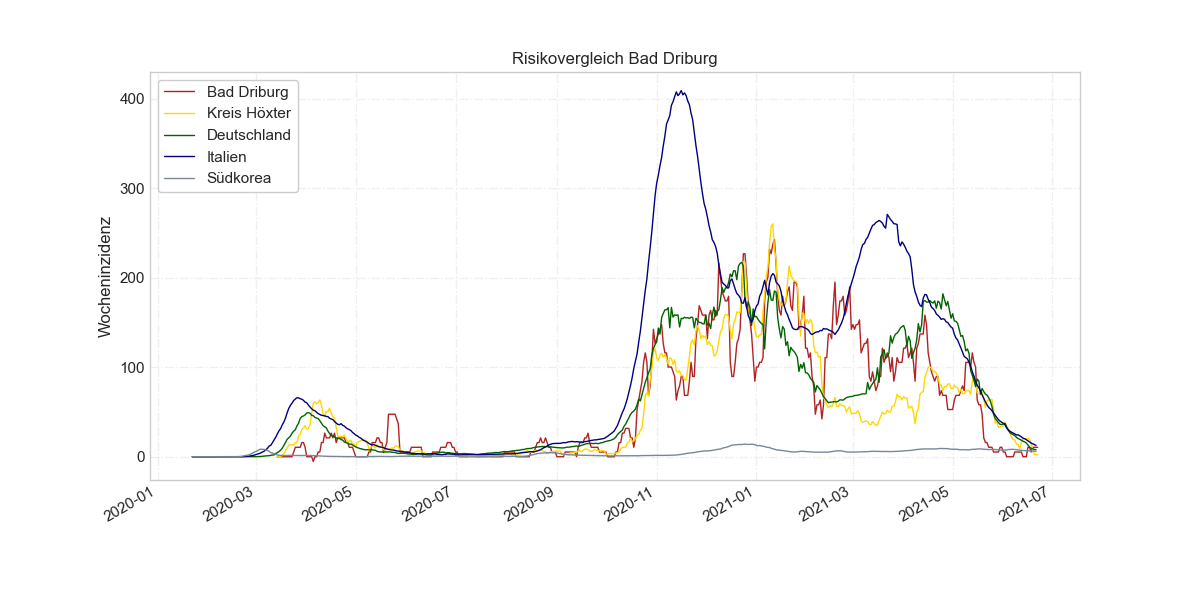 Risikovergleich Bad Driburg
Bad Driburg
Kreis Höxter
Deutschland
Italien
Südkorea
Wocheninzidenz
400
300
200
100
0
2020-01
2020-03
2020-05
2020-07
2020-09
2020-11
2021-01
2021-03
2021-05
2021-07